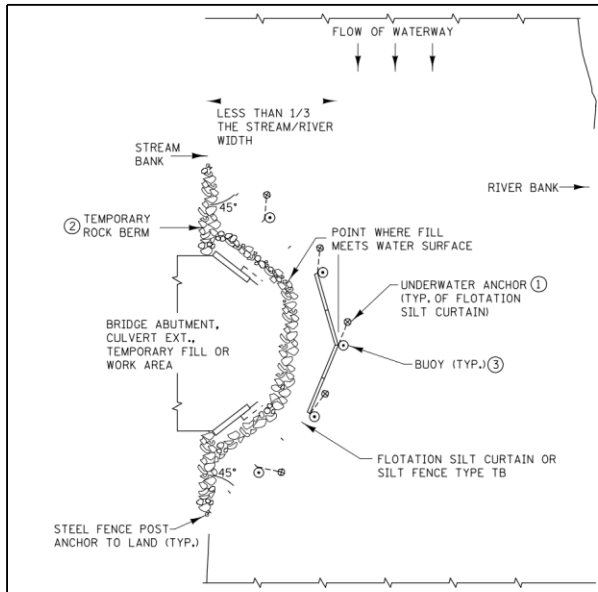 FLOW OF WATERWAY
LESS THAN 1/3
THE STREAM/RIVER
WIDTH
STREAM
BANK
RIVER BANK
45°
② TEMPORARY
ROCK BERM
POINT WHERE FILL
MEETS WATER SURFACE
UNDERWATER ANCHOR ①
(TYP. OF FLOTATION
SILT CURTAIN)
BRIDGE ABUTMENT,
CULVERT EXT.,
TEMPORARY FILL OR
WORK AREA
BUOY (TYP.) ③
FLOTATION SILT CURTAIN OR
SILT FENCE TYPE TB
45°
STEEL FENCE POST
ANCHOR TO LAND (TYP.)